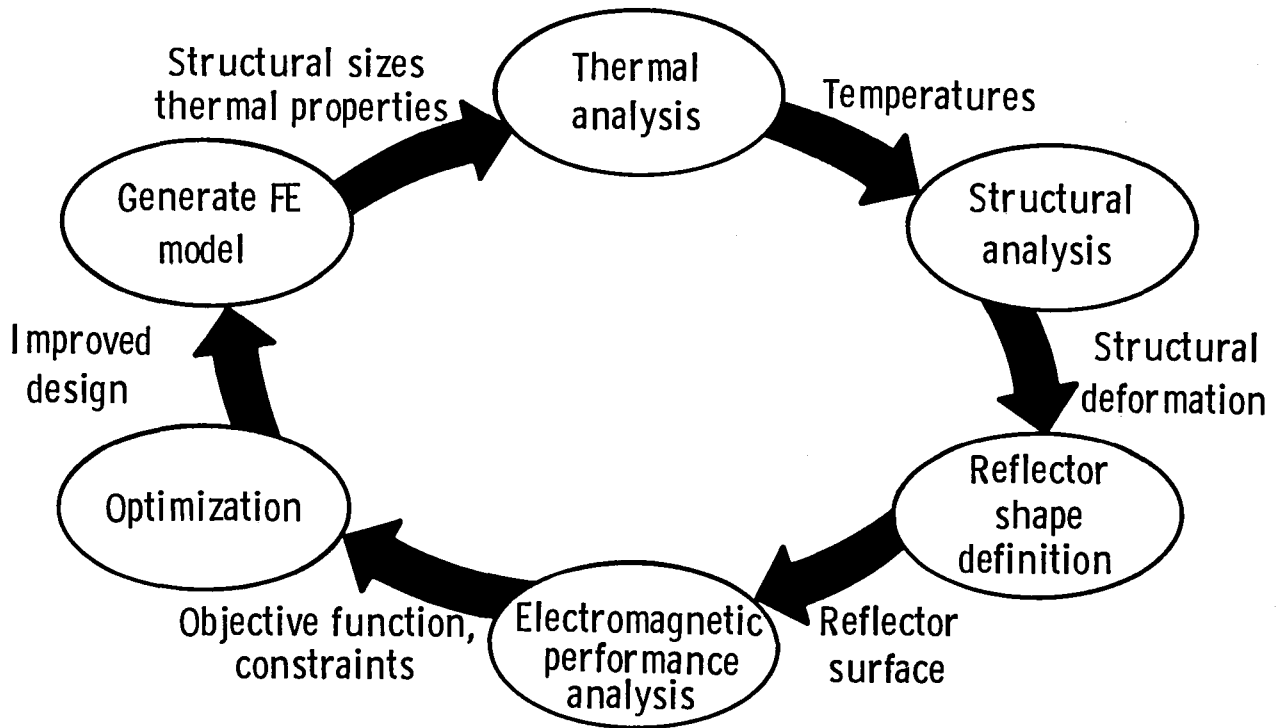 Structural sizes
thermal properties
Thermal
analysis
Temperatures
Structural
analysis
Structural
deformation
Reflector
shape
definition
Reflector
surface
Electromagnetic
performance
analysis
Objective function,
constraints
Optimization
Improved
design
Generate FE
model